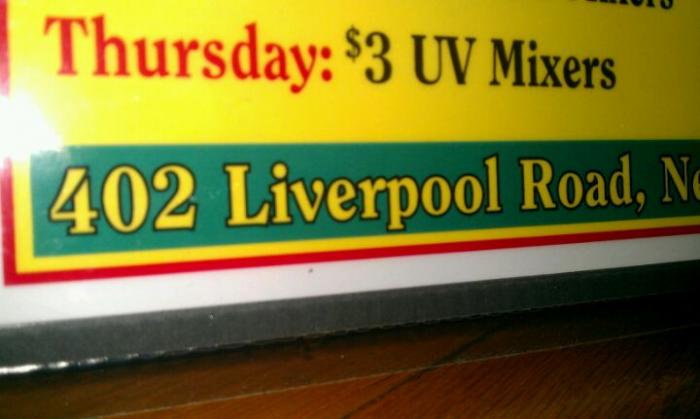 Thursday: $3 UV Mixers
402 Liverpool Road,